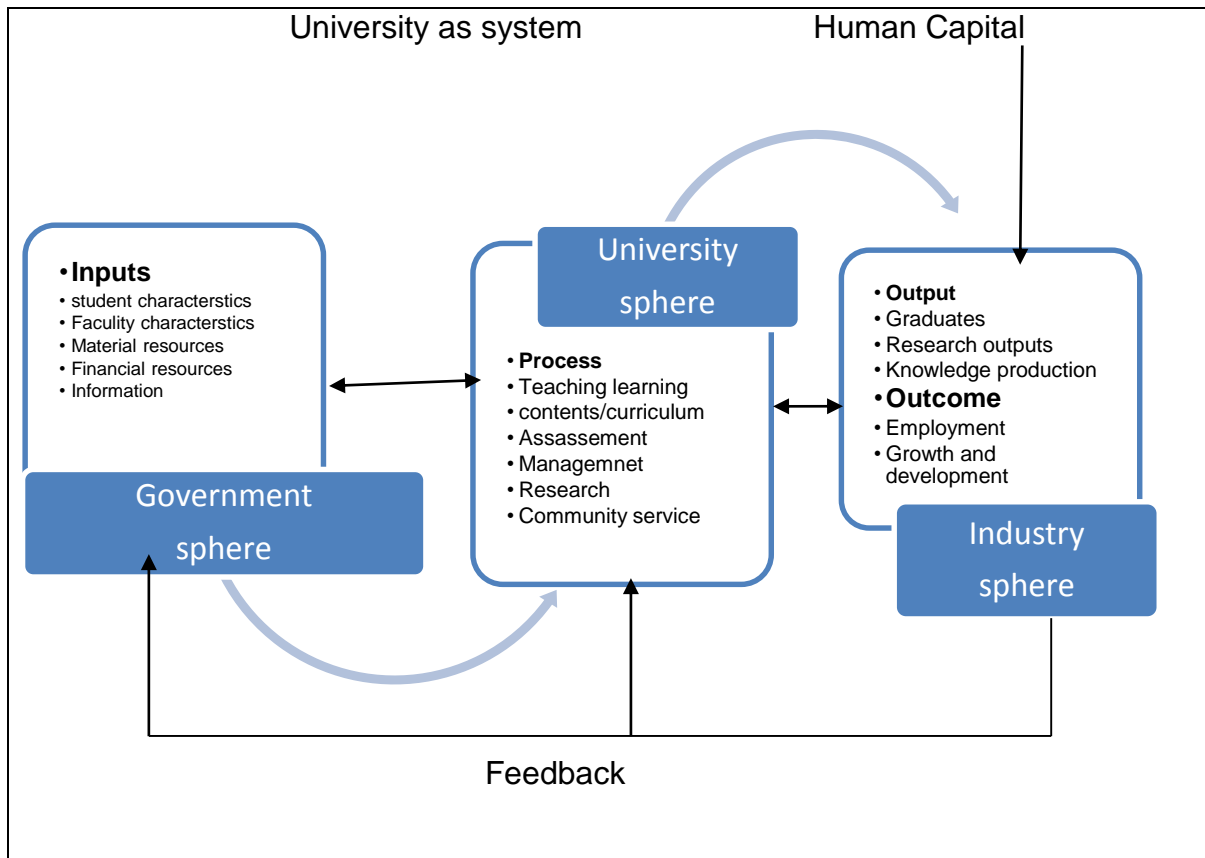 University as system
Human Capital
• Inputs
• student characterstics
• Faculity characterstics
• Material resources
• Financial resources
• Information
Government
sphere
University
sphere
• Process
• Teaching learning
• contents/curriculum
• Assassement
• Managemnet
• Research
• Community service
• Output
• Graduates
• Research outputs
• Knowledge production
• Outcome
• Employment
• Growth and
development
Industry
sphere
Feedback